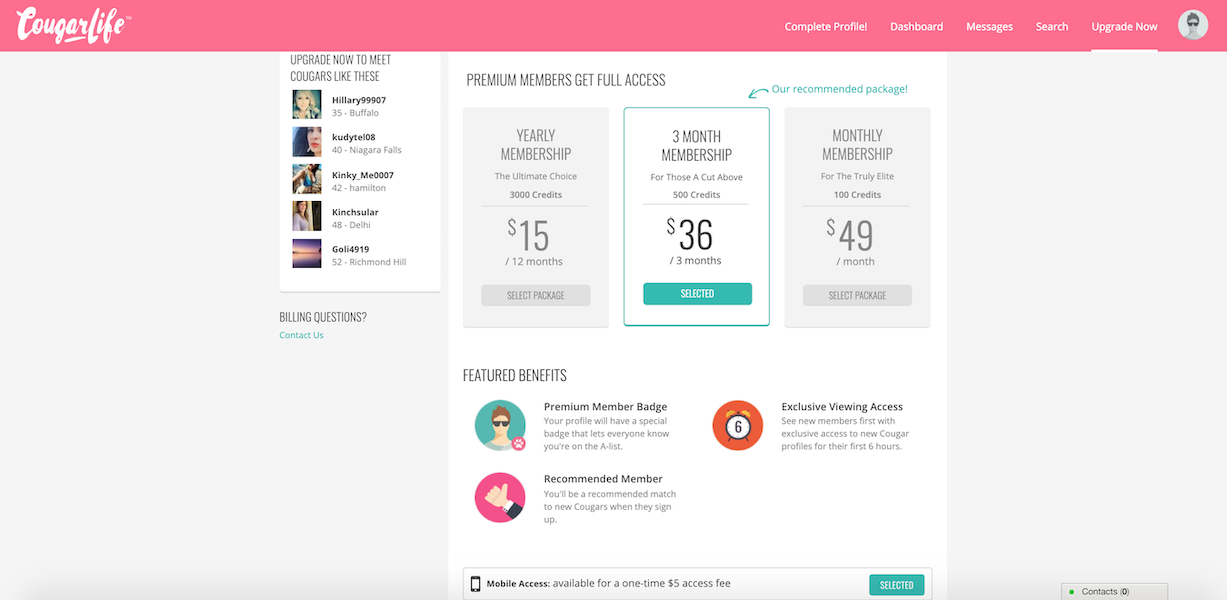 CougarLife™
Complete Profile!
Dashboard
Messages
Search
Upgrade Now
UPGRADE NOW TO MEET
COUGARS LIKE THESE
Hillary99907
35 - Buffalo
kudytel08
40 - Niagara Falls
Kinky_Me0007
42 - hamilton
Kinchsular
48 - Delhi
Goli4919
52 - Richmond Hill
BILLING QUESTIONS?
Contact Us
PREMIUM MEMBERS GET FULL ACCESS
Our recommended package!
YEARLY
MEMBERSHIP
The Ultimate Choice
3000 Credits
$15
/ 12 months
SELECT PACKAGE
3 MONTH
MEMBERSHIP
For Those A Cut Above
500 Credits
$36
/ 3 months
SELECTED
MONTHLY
MEMBERSHIP
For The Truly Elite
100 Credits
$49
/ month
SELECT PACKAGE
FEATURED BENEFITS
Premium Member Badge
Your profile will have a special
badge that lets everyone know
you're on the A-list.
6
Exclusive Viewing Access
See new members first with
exclusive access to new Cougar
profiles for their first 6 hours.
Recommended Member
You'll be a recommended match
to new Cougars when they sign
up.
Mobile Access: available for a one-time $5 access fee
SELECTED
Contacts (0)